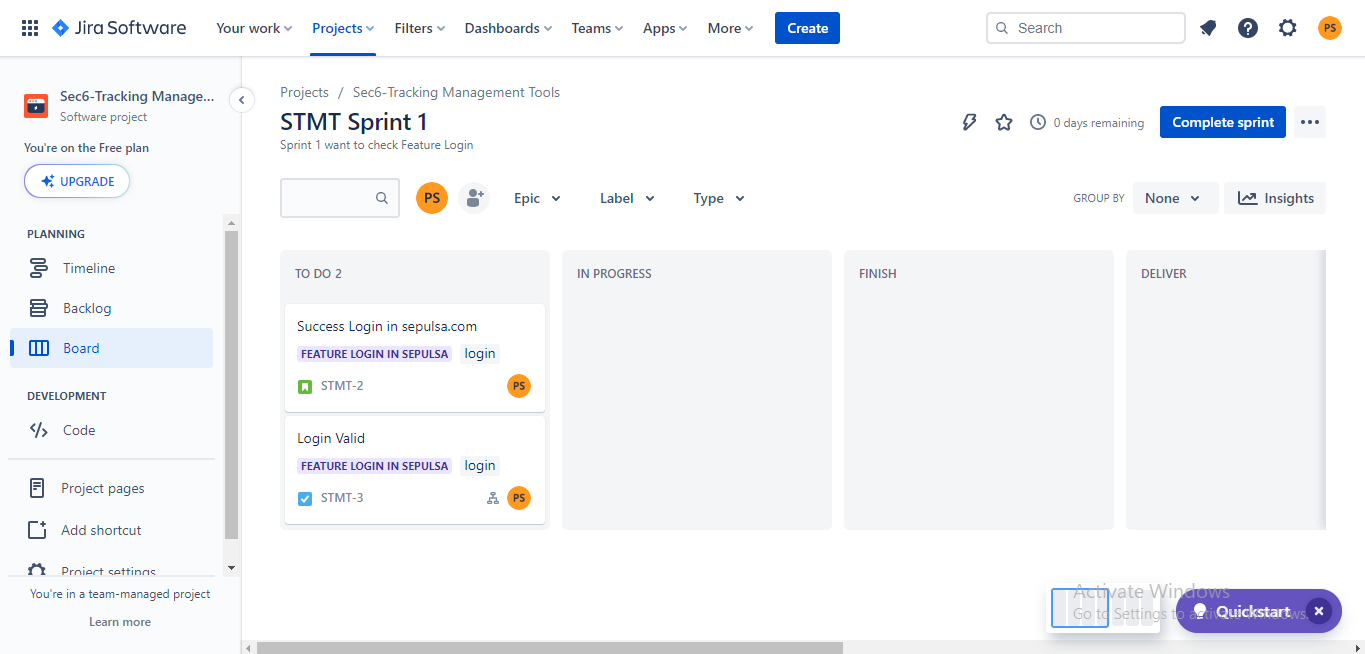 Jira Software
Your work
Projects
Filters
Dashboards
Teams
Apps
More
Create
Search
PS
Sec6-Tracking Manage...
Software project
You're on the Free plan
UPGRADE
PLANNING
Timeline
Backlog
Board
DEVELOPMENT
Code
Project pages
Add shortcut
Project settings
You're in a team-managed project
Learn more
Projects / Sec6-Tracking Management Tools
STMT Sprint 1
Sprint 1 want to check Feature Login
0 days remaining
Complete sprint
PS
Epic
Label
Type
GROUP BY
None
Insights
TO DO 2
Success Login in sepulsa.com
FEATURE LOGIN IN SEPULSA
login
STMT-2
PS
Login Valid
FEATURE LOGIN IN SEPULSA
login
STMT-3
PS
IN PROGRESS
FINISH
DELIVER
Activate Windows
Go to Settings to activate Windows.
Quickstart